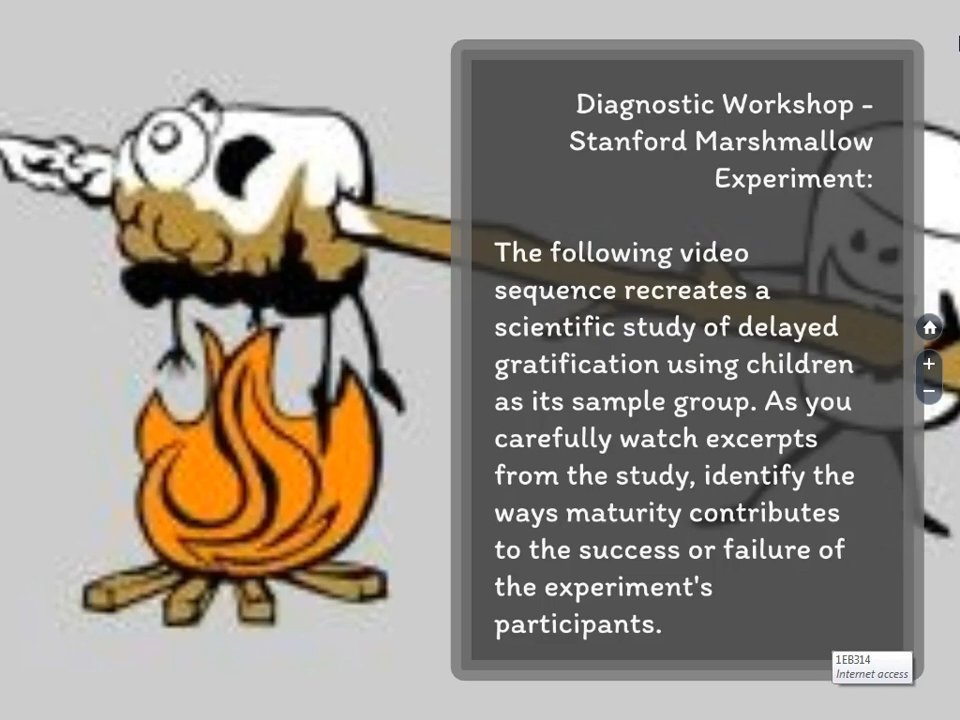 Diagnostic Workshop -
Stanford Marshmallow
Experiment:
The following video
sequence recreates a
scientific study of delayed
gratification using children
as its sample group. As you
carefully watch excerpts
from the study, identify the
ways maturity contributes
to the success or failure of
the experiment's
participants.
1EB314
Internet access